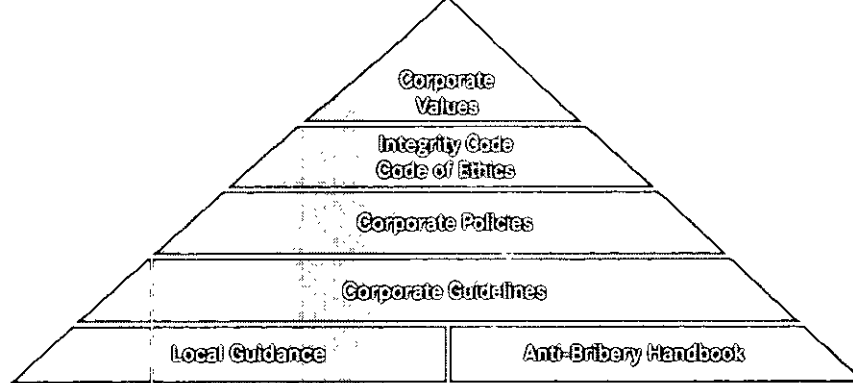 Corporate
Values
Integrity Code
Code of Ethics
Corporate Policies
Corporate Guidelines
Local Guidance
Anti-Bribery Handbook